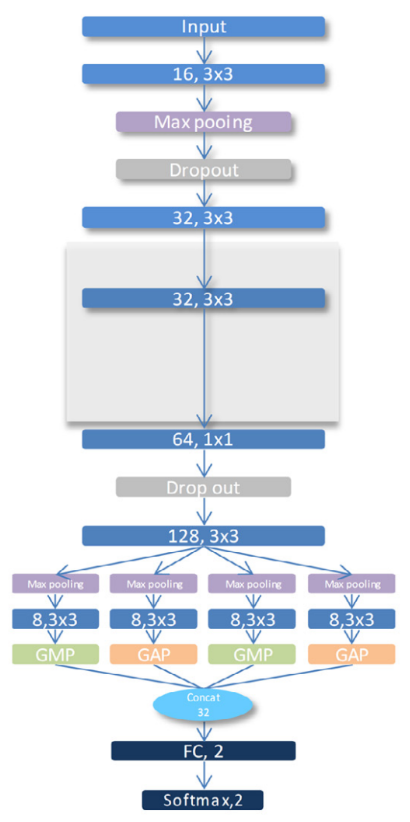 Input
16, 3x3
Max pooing
Dropout
32, 3x3
32, 3x3
64, 1x1
Drop out
128, 3x3
Max pooling Max pooling Max pooling Max pooling
8,3x3 8,3x3 8,3x3 8,3x3
GMP GAP GMP GAP
Concat
32
FC, 2
Softmax,2